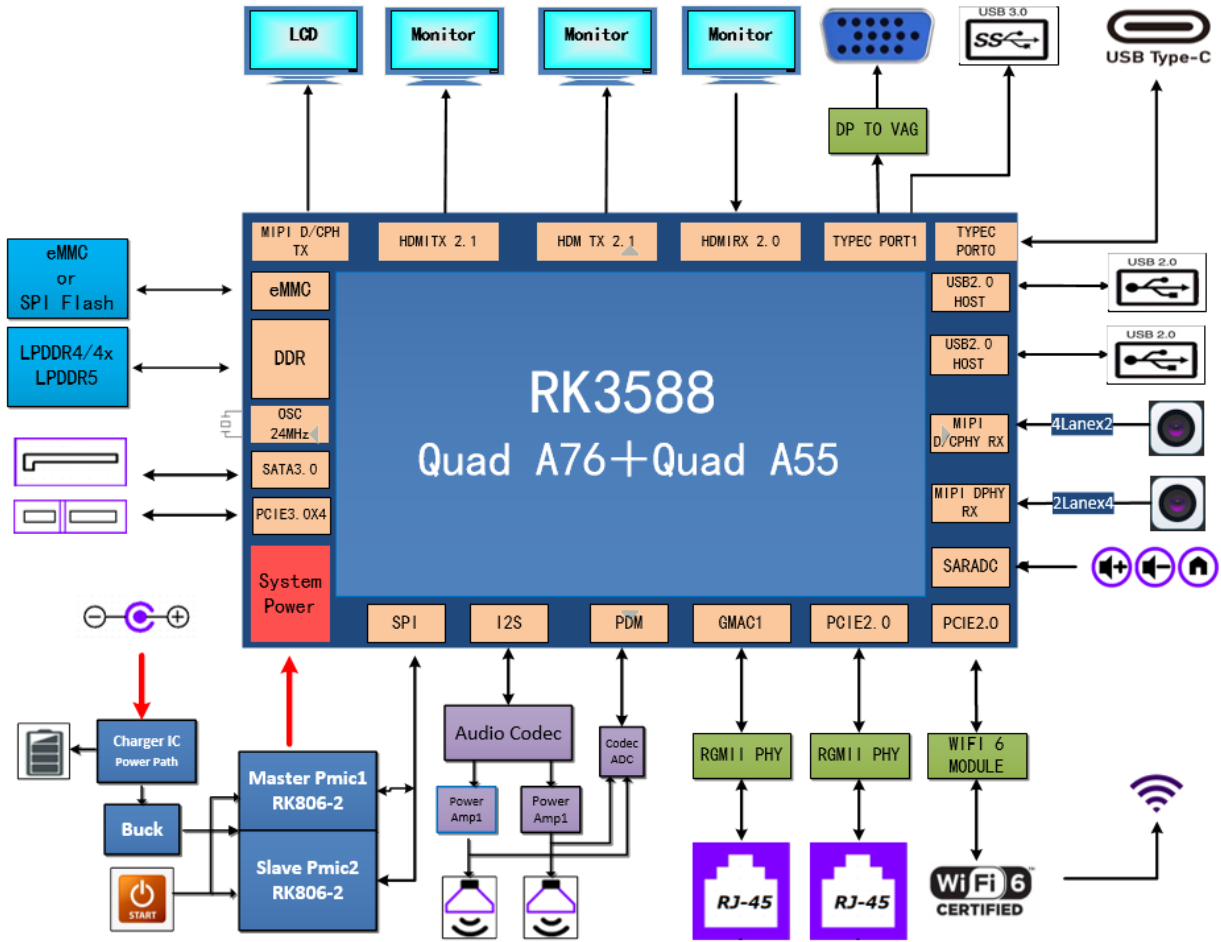 LCD
Monitor
Monitor
Monitor
USB 3.0
SS
USB Type-C
DP TO VAG
MIPI D/CPH
TX
HDMITX 2.1
HDM TX 2.1
HDMIRX 2.0
TYPEC PORT1
TYPEC
PORT0
eMMC
or
SPI Flash
eMMC
USB2.0
HOST
USB 2.0
LPDDR4/4x
LPDDR5
DDR
USB2.0
HOST
USB 2.0
RK3588
Quad A76+Quad A55
OSC
24MHz
MIPI
D/CPHY RX
4Lanex2
SATA3.0
PCIE3.0X4
MIPI DPHY
RX
2Lanex4
System
Power
SARADC
SPI
I2S
PDM
GMAC1
PCIE2.0
PCIE2.0
Charger IC
Power Path
Buck
START
Master Pmic1
RK806-2
Slave Pmic2
RK806-2
Audio Codec
Codec
ADC
Power
Amp1
Power
Amp1
RGMII PHY
RGMII PHY
WIFI 6
MODULE
RJ-45
RJ-45
Wi Fi 6
CERTIFIED